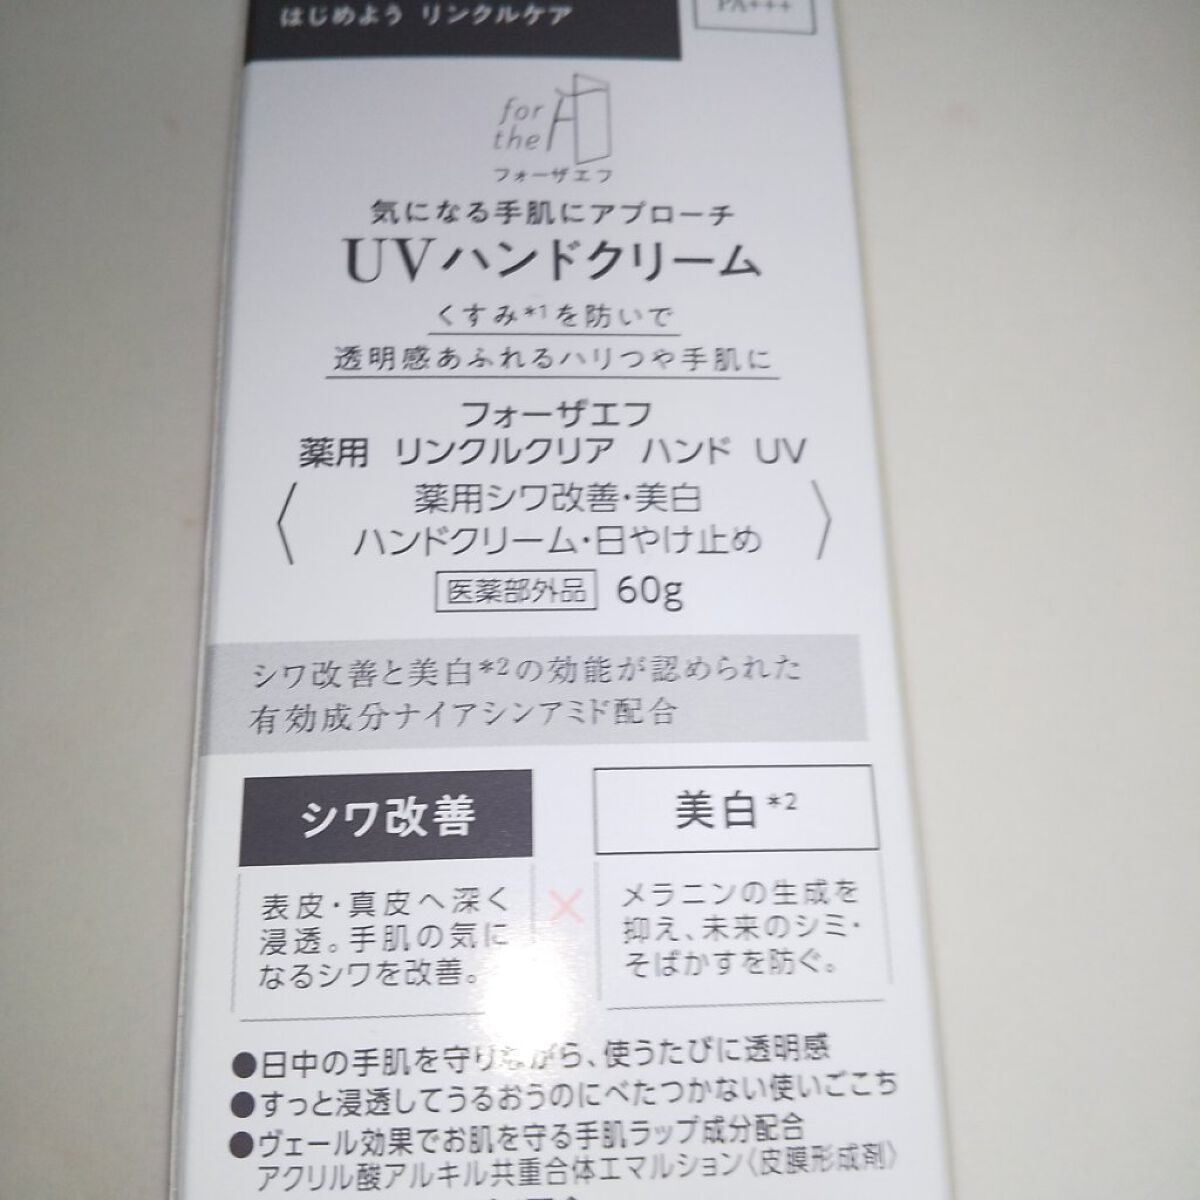 はじめよう リンクルケア
PA+++
for
the F
フォーザエフ
気になる手肌にアプローチ
UVハンドクリーム
くすみ*1を防いで
透明感あふれるハリつや手肌に
フォーザエフ
薬用 リンクルクリア ハンド UV
〈薬用シワ改善・美白
ハンドクリーム・日やけ止め〉
医薬部外品 60g
シワ改善と美白*2の効能が認められた
有効成分ナイアシンアミド配合
シワ改善
表皮・真皮へ深く
浸透。手肌の気に
なるシワを改善。
×
美白*2
メラニンの生成を
抑え、未来のシミ・
そばかすを防ぐ。
●日中の手肌を守りながら、使うたびに透明感
●すっと浸透してうるおうのにべたつかない使いごこち
●ヴェール効果でお肌を守る手肌ラップ成分配合
アクリル酸アルキル共重合体エマルション〈皮膜形成剤〉